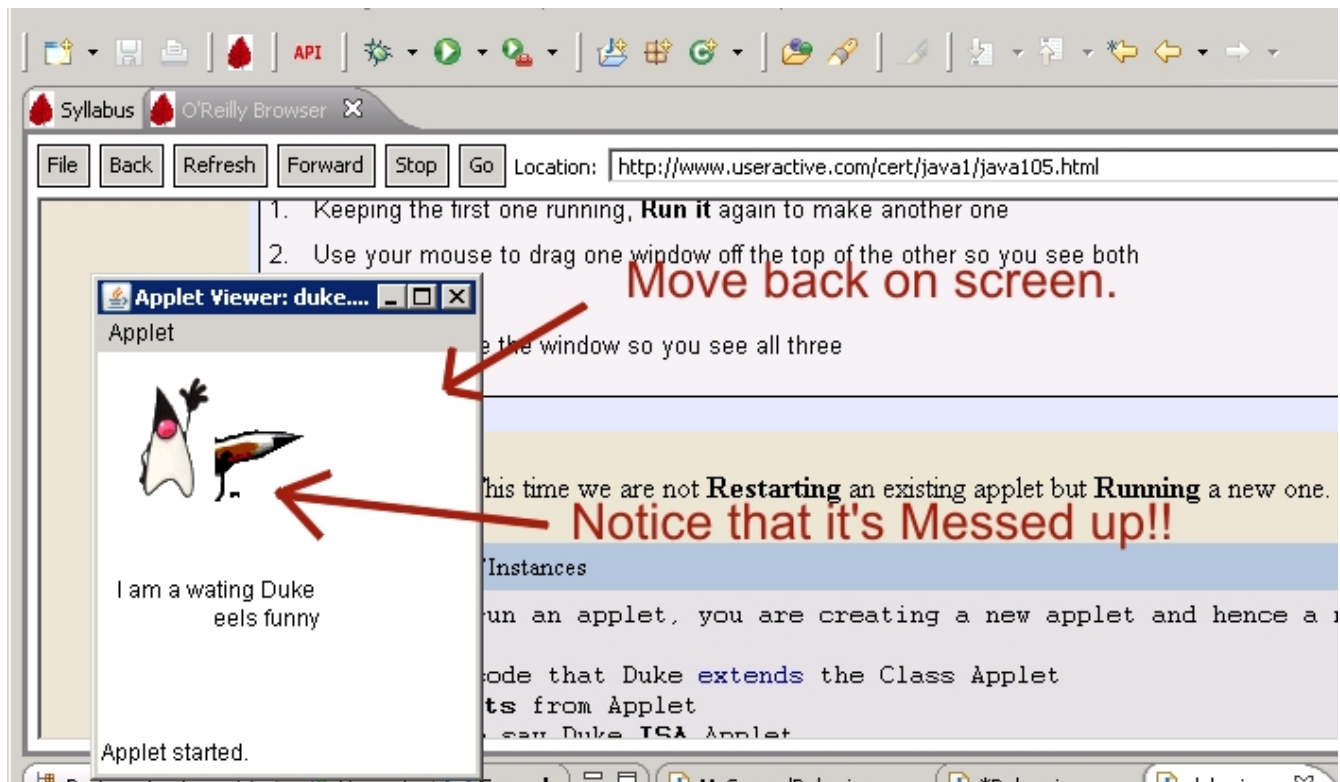 API
Syllabus O'Reilly Browser
File Back Refresh Forward Stop Go Location: http://www.useractive.com/cert/java1/java105.html
1. Keeping the first one running, Run it again to make another one
2. Use your mouse to drag one window off the top of the other so you see both
Move back on screen.
Applet Viewer: duke....
Applet
the window so you see all three
his time we are not Restarting an existing applet but Running a new one.
Notice that it's Messed up!!
Instances
I am a wating Duke
eels funny
un an applet, you are creating a new applet and hence a
ode that Duke extends the Class Applet
ts from Applet
say Duke ISA Applet
Applet started.